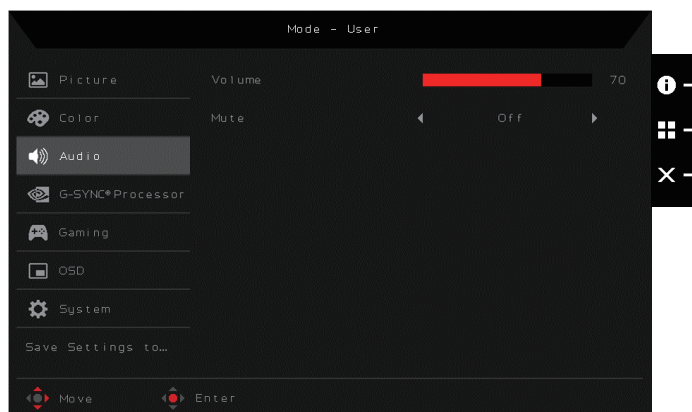 Mode - User
Picture
Volume 70
Color
Mute Off
Audio
G-SYNC® Processor
Gaming
OSD
System
Save Settings to…
Move Enter